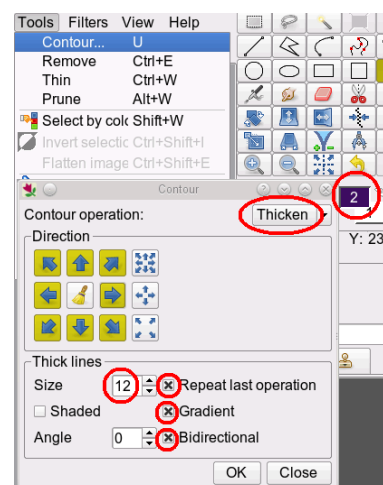 Tools Filters View Help
Contour... U
Remove Ctrl+E
Thin Ctrl+W
Prune Alt+W
Select by colo Shift+W
Invert selectic Ctrl+Shift+I
Flatten image Ctrl+Shift+E
Contour
2
1
Contour operation: Thicken
Y: 23
Direction
Thick lines
Size 12 Repeat last operation
Shaded Gradient
Angle 0 Bidirectional
OK Close